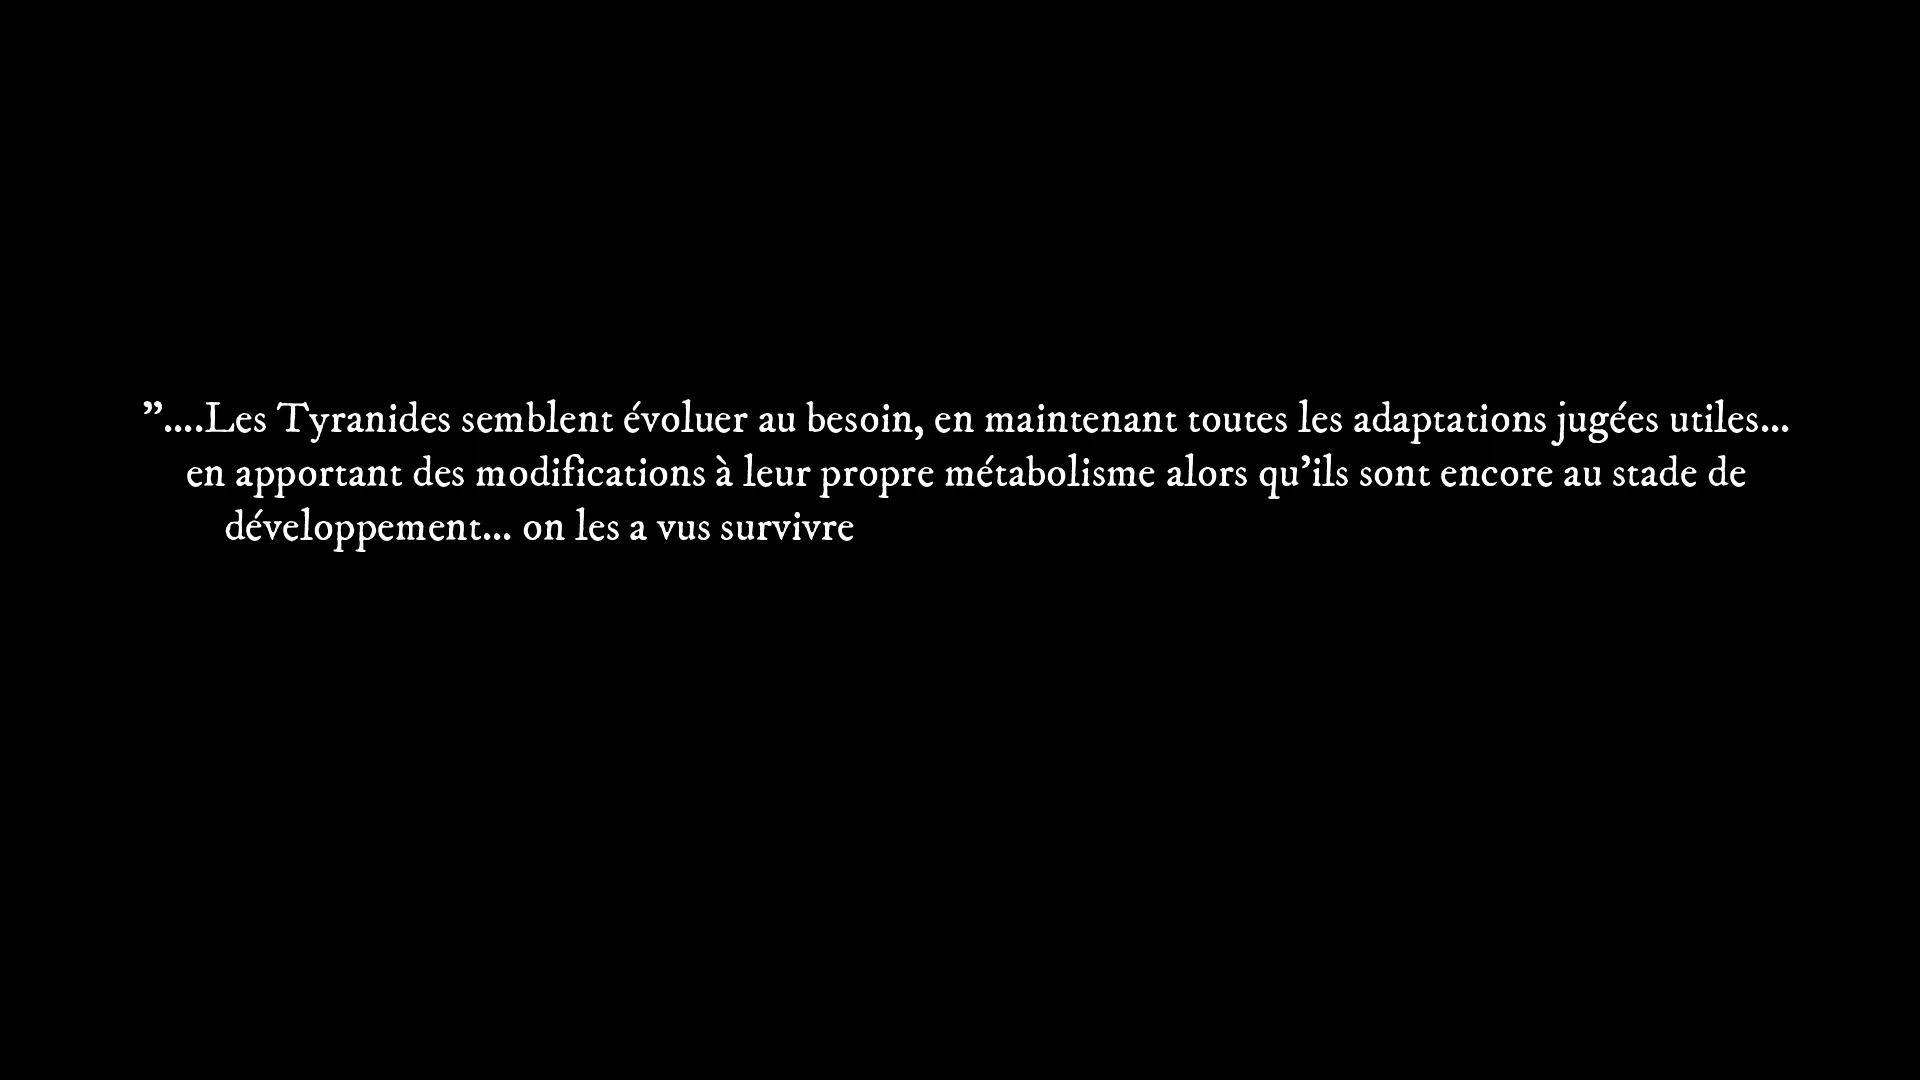 ”....Les Tyranides semblent évoluer au besoin, en maintenant toutes les adaptations jugées utiles...
en apportant des modifications à leur propre métabolisme alors qu’ils sont encore au stade de
développement... on les a vus survivre